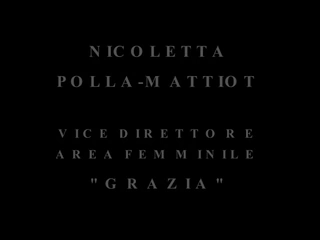 NICOLETTA
POLLA-MATTIOT
VICE DIRETTORE
AREA FEMMINILE
"GRAZIA"